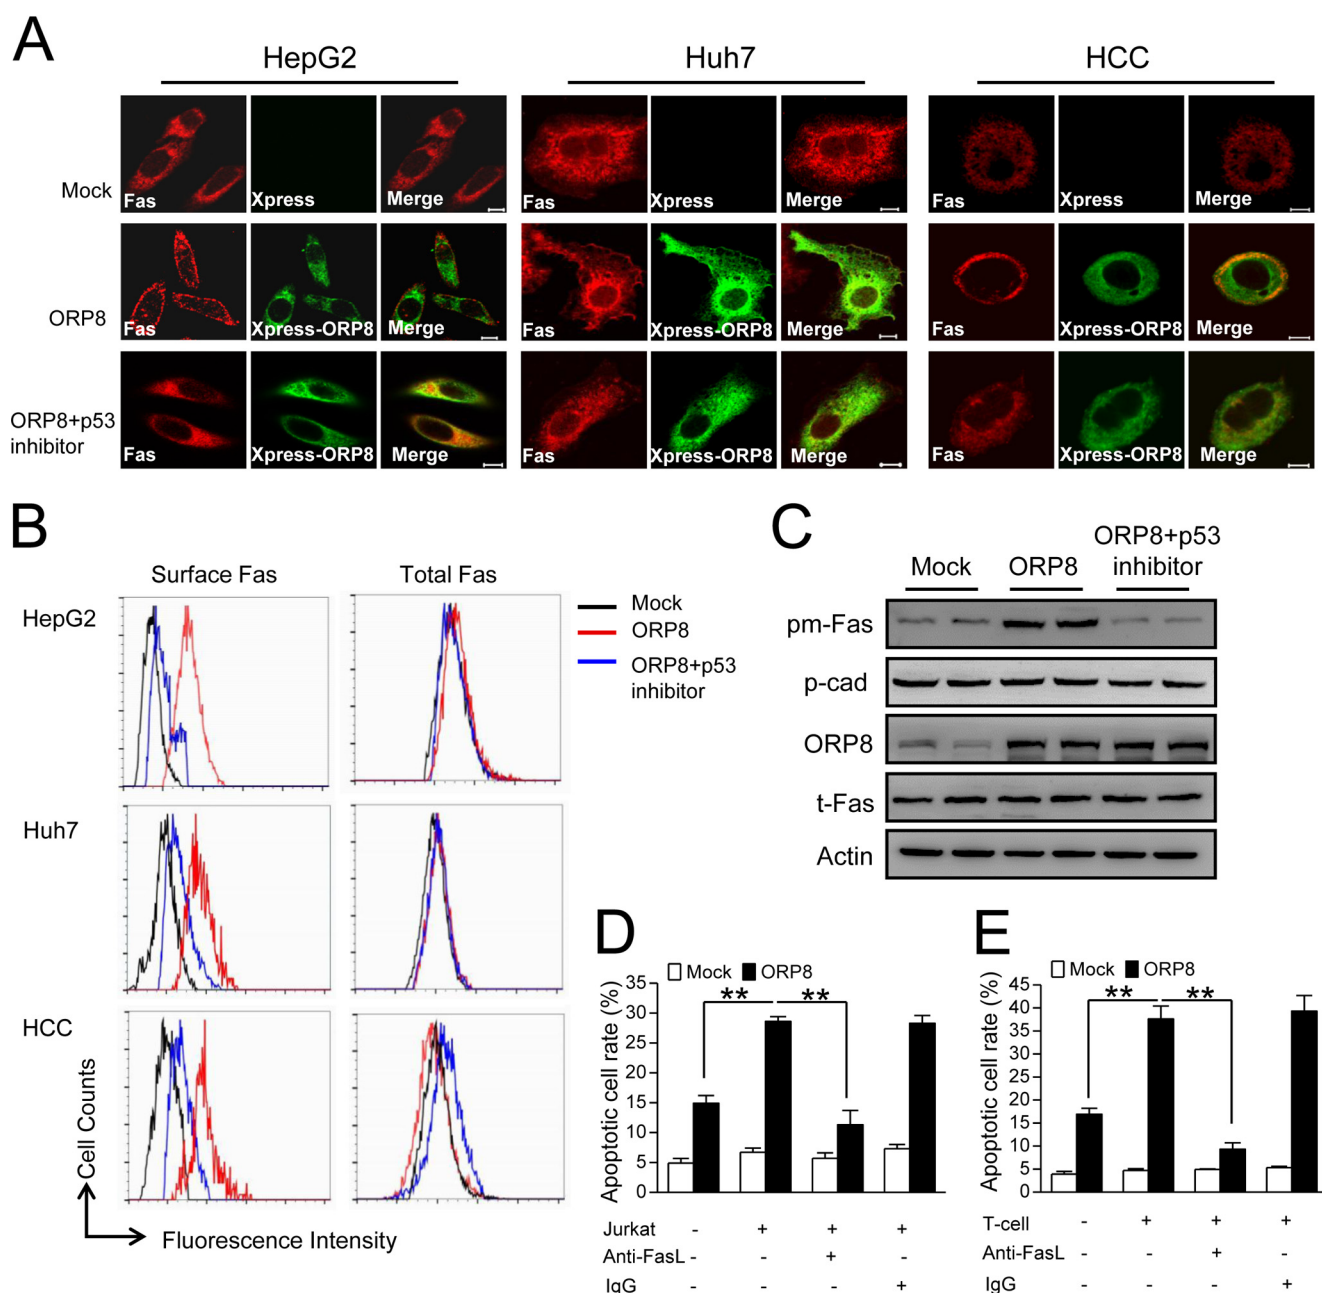 A
HepG2 Huh7 HCC
Mock
Fas Xpress Merge Fas Xpress Merge Fas Xpress Merge
ORP8
Fas Xpress-ORP8 Merge Fas Xpress-ORP8 Merge Fas Xpress-ORP8 Merge
ORP8+p53
inhibitor
Fas Xpress-ORP8 Merge Fas Xpress-ORP8 Merge Fas Xpress-ORP8 Merge
B
Surface Fas Total Fas
HepG2
Mock
ORP8
ORP8+p53
inhibitor
Huh7
HCC
Cell Counts
Fluorescence Intensity
C
Mock ORP8 ORP8+p53
inhibitor
pm-Fas
p-cad
ORP8
t-Fas
Actin
D
Mock ORP8
Apoptotic cell rate (%)
35
30
25
20
15
10
5
0
** **
Jurkat - + + +
Anti-FasL - - + -
IgG - - - +
E
Mock ORP8
Apoptotic cell rate (%)
45
40
35
30
25
20
15
10
5
0
** **
T-cell - + + +
Anti-FasL - - + -
IgG - - - +